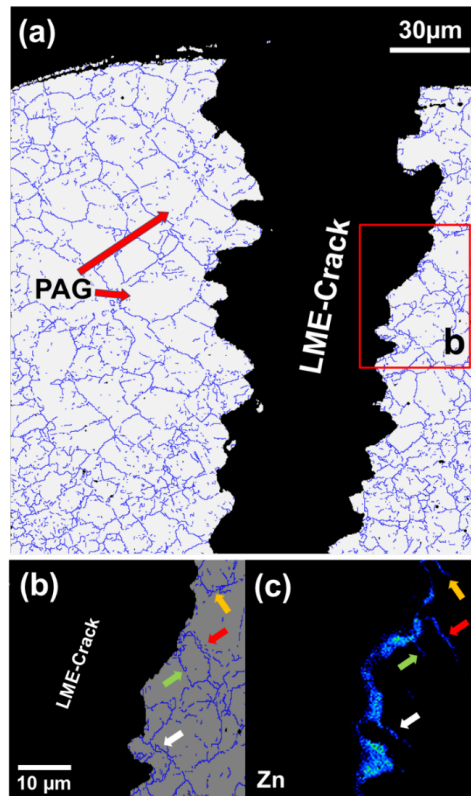 (a)
30μm
PAG
LME-Crack
b
(b)
LME-Crack
10 μm
(c)
Zn